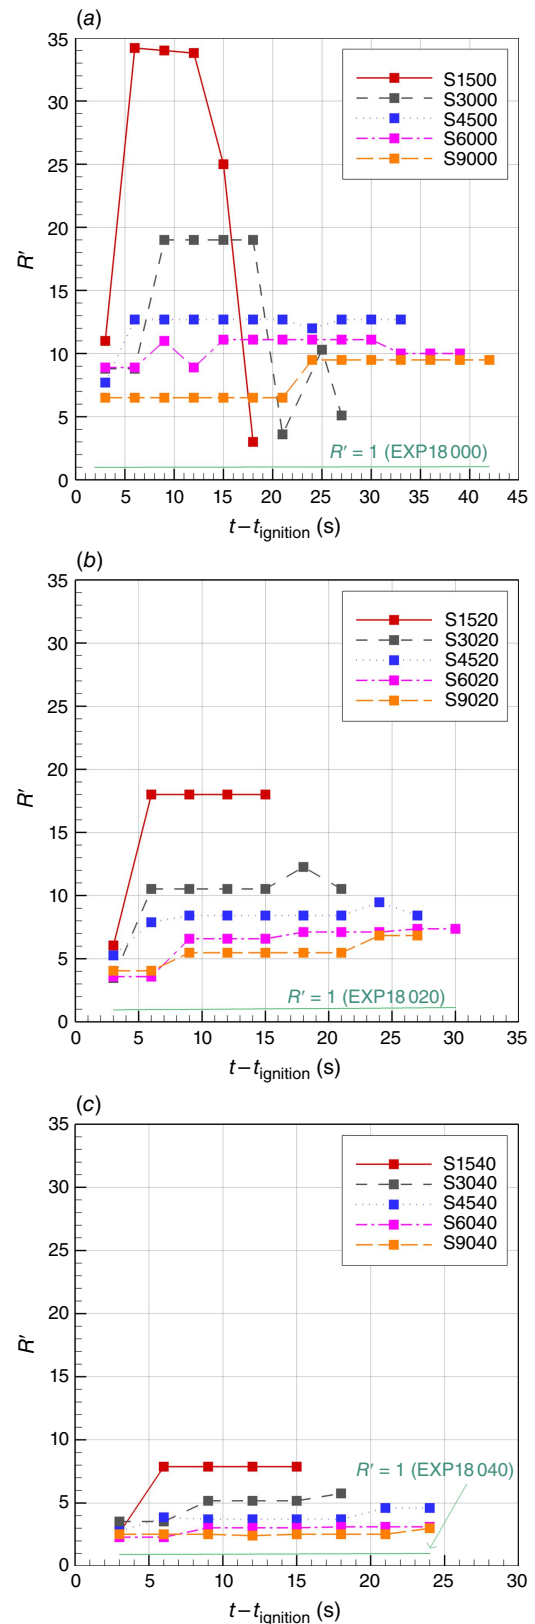 (a)
35
30
25
20
15
10
5
0
R′
S1500
S3000
S4500
S6000
S9000
R′ = 1 (EXP18 000)
0 5 10 15 20 25 30 35 40 45
t – tignition (s)
(b)
35
30
25
20
15
10
5
0
R′
S1520
S3020
S4520
S6020
S9020
R′ = 1 (EXP18 020)
0 5 10 15 20 25 30 35
t – tignition (s)
(c)
35
30
25
20
15
10
5
0
R′
S1540
S3040
S4540
S6040
S9040
R′ = 1 (EXP18 040)
0 5 10 15 20 25 30
t – tignition (s)